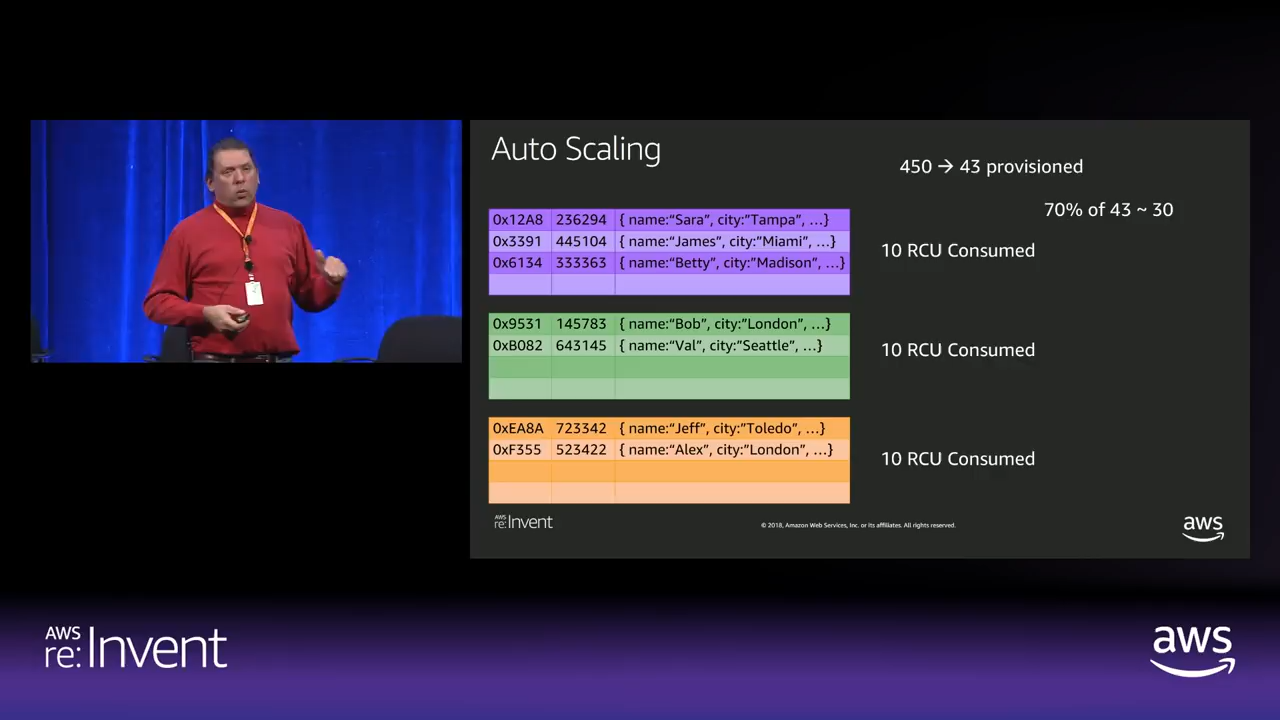 Auto Scaling
450 → 43 provisioned
70% of 43 ~ 30
0x12A8 236294 { name:“Sara”, city:”Tampa”, …}
0x3391 445104 { name:“James”, city:”Miami”, …}
0x6134 333363 { name:“Betty”, city:”Madison”, …}
10 RCU Consumed
0x9531 145783 { name:“Bob”, city:”London”, …}
0xB082 643145 { name:“Val”, city:”Seattle”, …}
10 RCU Consumed
0xEA8A 723342 { name:“Jeff”, city:”Toledo”, …}
0xF355 523422 { name:“Alex”, city:”London”, …}
10 RCU Consumed
AWS
re:Invent
© 2018, Amazon Web Services, Inc. or its affiliates. All rights reserved.
aws
AWS
re:Invent
aws